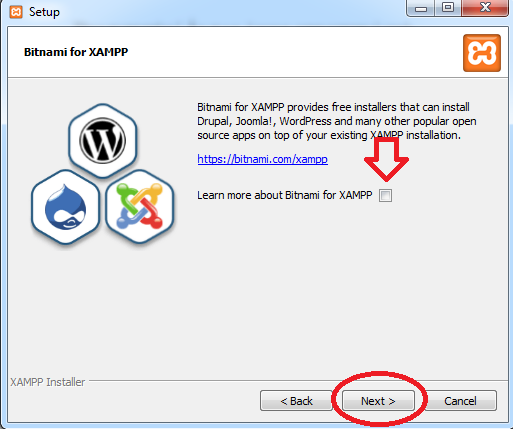 Setup
Bitnami for XAMPP
Bitnami for XAMPP provides free installers that can install
Drupal, Joomla!, WordPress and many other popular open
source apps on top of your existing XAMPP installation.
https://bitnami.com/xampp
Learn more about Bitnami for XAMPP
XAMPP Installer
< Back
Next >
Cancel